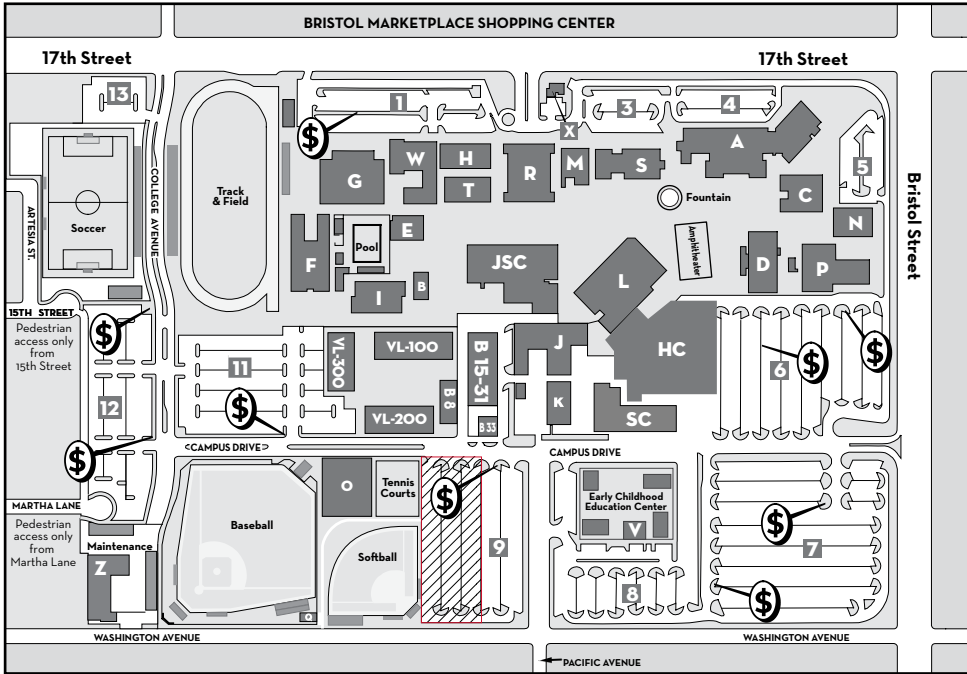 BRISTOL MARKETPLACE SHOPPING CENTER
17th Street
17th Street
13
1
3
4
$
X
5
W
H
T
G
R
M
S
A
C
N
Fountain
Amphitheater
Bristol Street
COLLEGE AVENUE
ARTESIA ST.
Soccer
Track
& Field
E
Pool
F
I
B
JSC
L
D
P
15TH STREET
Pedestrian
access only
from
15th Street
$
11
$
12
$
VL-300
VL-100
VL-200
B 8
B 15-31
B 33
J
K
HC
SC
6
$
$
<CAMPUS DRIVE>
CAMPUS DRIVE
MARTHA LANE
Pedestrian
access only
from
Martha Lane
Maintenance
Z
Baseball
O
Tennis
Courts
Softball
Q
$
9
Early Childhood
Education Center
V
8
$
7
$
WASHINGTON AVENUE
WASHINGTON AVENUE
PACIFIC AVENUE